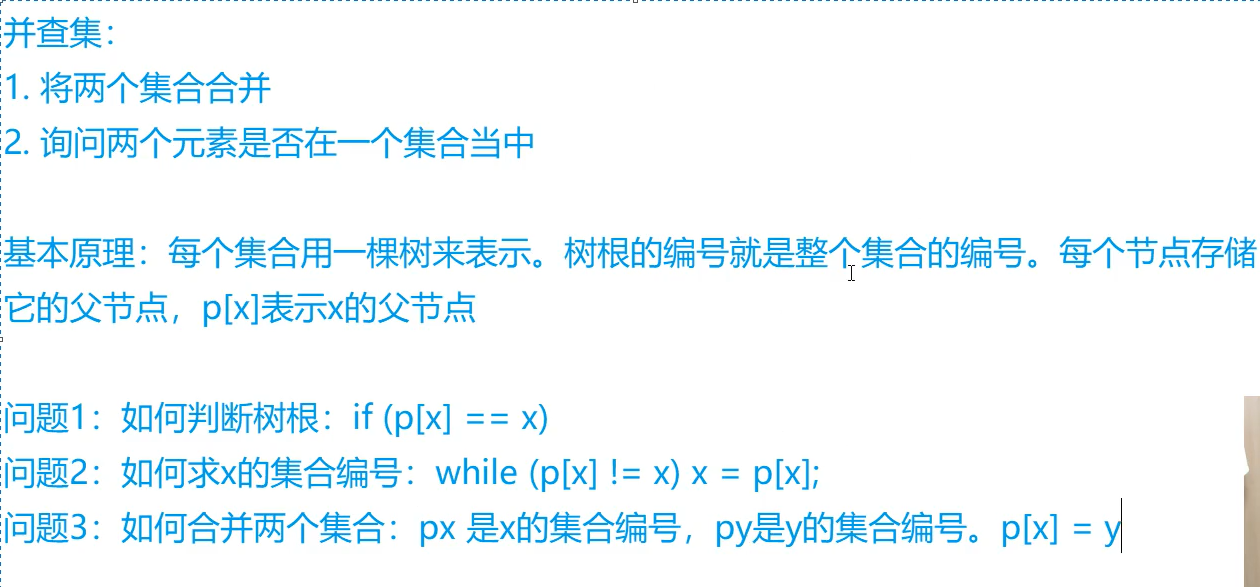 并查集：
1. 将两个集合合并
2. 询问两个元素是否在一个集合当中
基本原理：每个集合用一棵树来表示。树根的编号就是整个集合的编号。每个节点存储
它的父节点，p[x]表示x的父节点
问题1：如何判断树根：if (p[x] == x)
问题2：如何求x的集合编号：while (p[x] != x) x = p[x];
问题3：如何合并两个集合：px 是x的集合编号，py是y的集合编号。p[x] = y